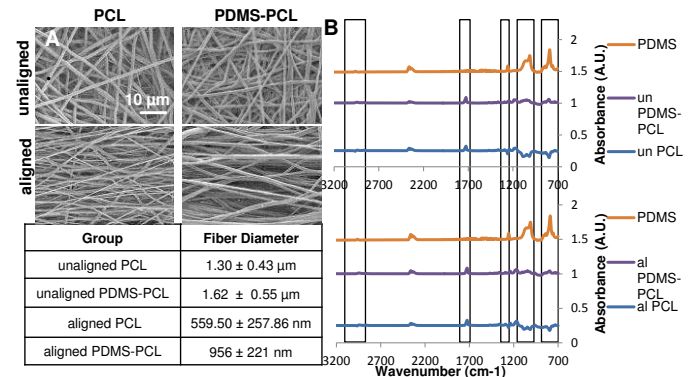 PCL
PDMS-PCL
A
unaligned
10 µm
aligned
Group
Fiber Diameter
unaligned PCL
1.30 ± 0.43 µm
unaligned PDMS-PCL
1.62 ± 0.55 µm
aligned PCL
559.50 ± 257.86 nm
aligned PDMS-PCL
956 ± 221 nm
B
2
1.5
1
0.5
0
3200
2700
2200
1700
1200
700
Absorbance (A.U.)
PDMS
un
PDMS-
PCL
un PCL
2
1.5
1
0.5
0
3200
2700
2200
1700
1200
700
Wavenumber (cm-1)
Absorbance (A.U.)
PDMS
al
PDMS-
PCL
al PCL